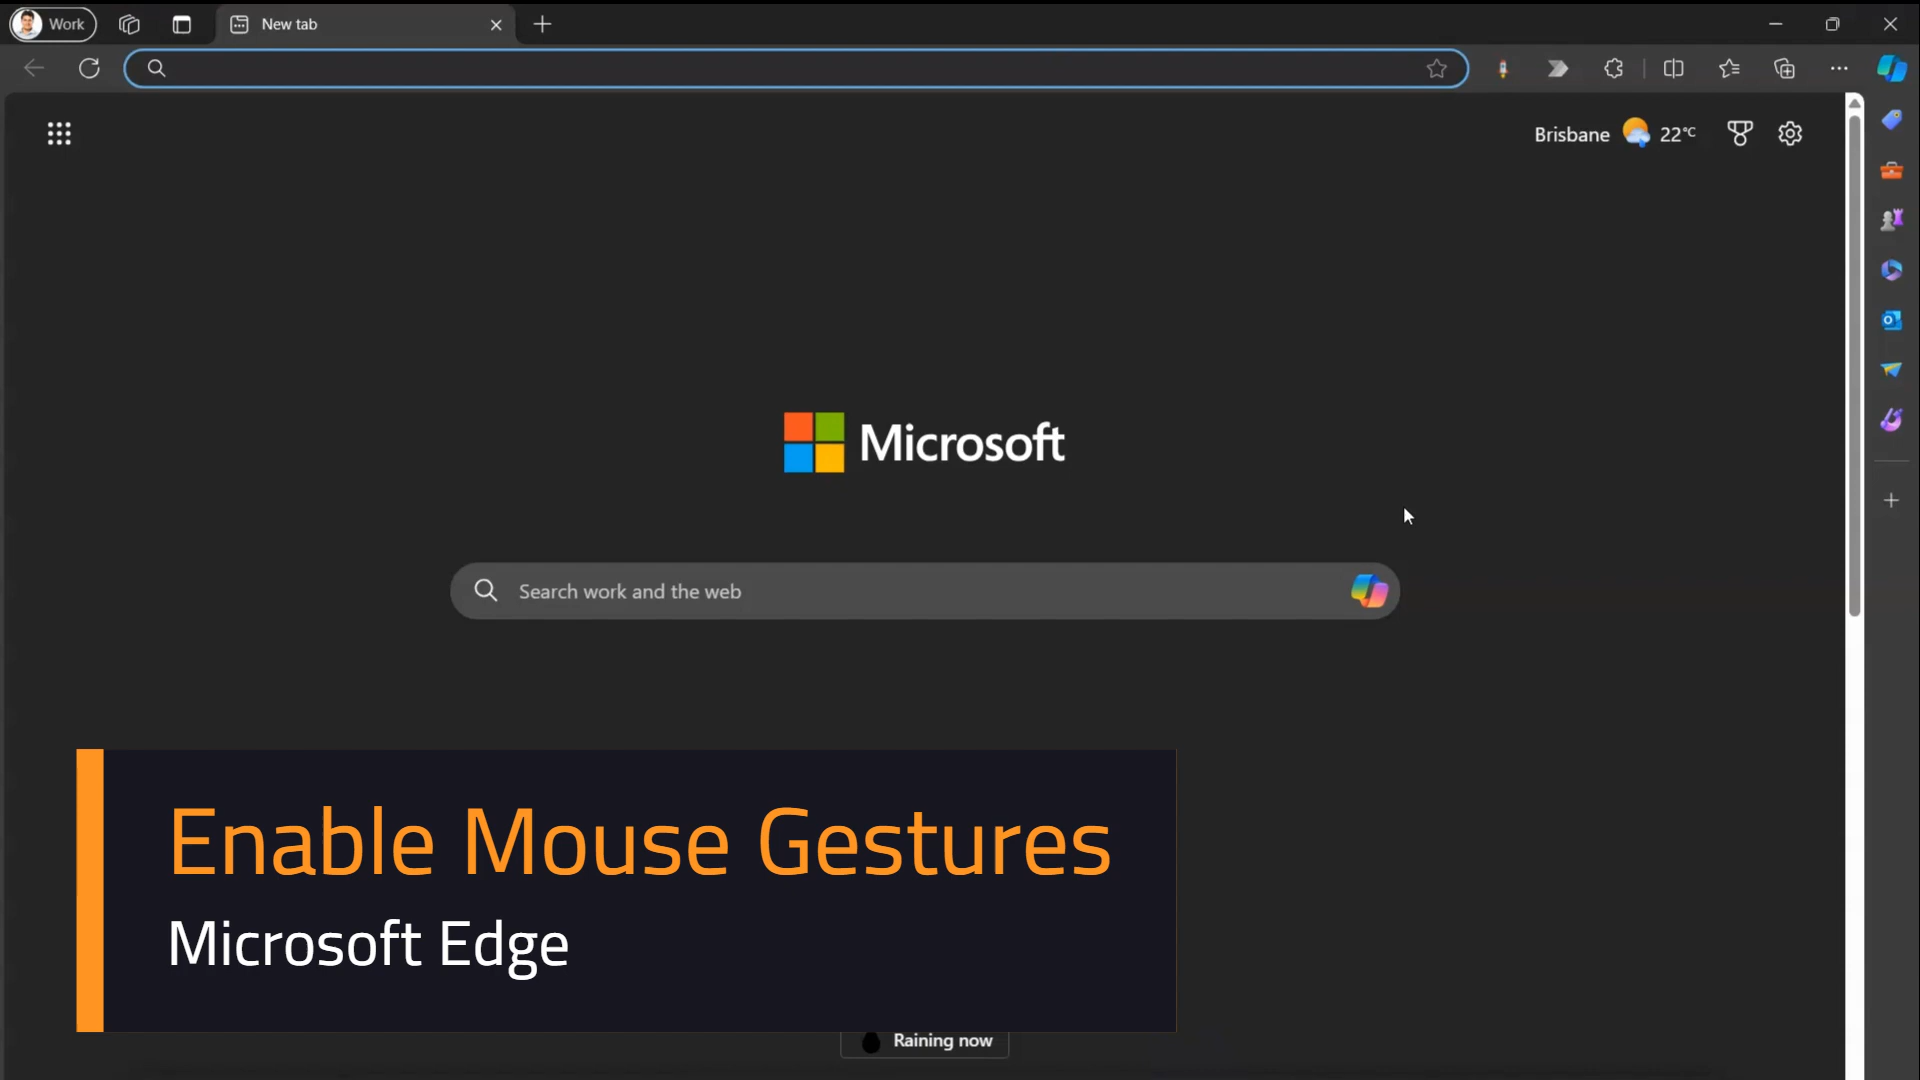 Work
New tab
Brisbane 22°C
Microsoft
Search work and the web
Enable Mouse Gestures
Microsoft Edge
Raining now